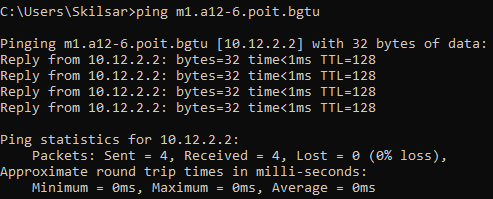 C:\Users\Skilsar>ping m1.a12-6.poit.bgtu
Pinging m1.a12-6.poit.bgtu [10.12.2.2] with 32 bytes of data:
Reply from 10.12.2.2: bytes=32 time<1ms TTL=128
Reply from 10.12.2.2: bytes=32 time<1ms TTL=128
Reply from 10.12.2.2: bytes=32 time<1ms TTL=128
Reply from 10.12.2.2: bytes=32 time<1ms TTL=128
Ping statistics for 10.12.2.2:
    Packets: Sent = 4, Received = 4, Lost = 0 (0% loss),
Approximate round trip times in milli-seconds:
    Minimum = 0ms, Maximum = 0ms, Average = 0ms